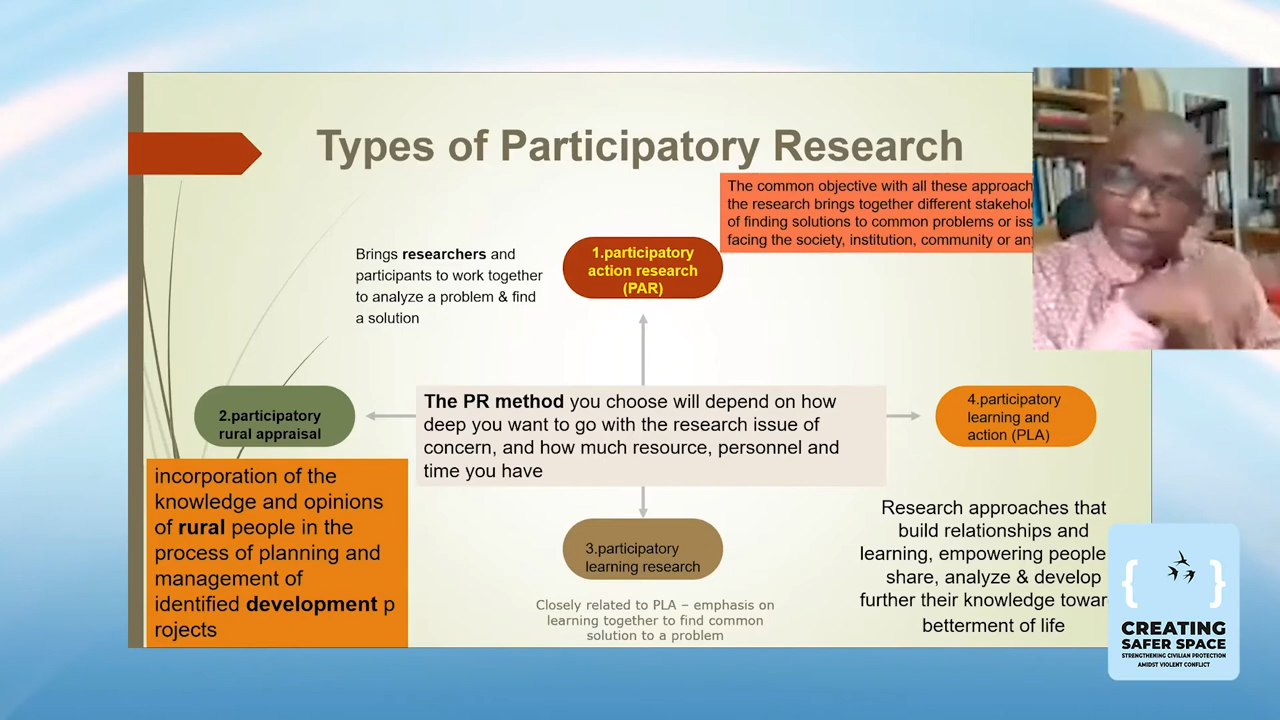 Types of Participatory Research
The common objective with all these approach
the research brings together different stakehol
of finding solutions to common problems or iss
facing the society, institution, community or an
Brings researchers and
participants to work together
to analyze a problem & find
a solution
1.participatory
action research
(PAR)
2.participatory
rural appraisal
The PR method you choose will depend on how
deep you want to go with the research issue of
concern, and how much resource, personnel and
time you have
4.participatory
learning and
action (PLA)
incorporation of the
knowledge and opinions
of rural people in the
process of planning and
management of
identified development p
rojects
3.participatory
learning research
Closely related to PLA – emphasis on
learning together to find common
solution to a problem
Research approaches that
build relationships and
learning, empowering people
share, analyze & develop
further their knowledge towar
betterment of life
CREATING
SAFER SPACE
STRENGTHENING CIVILIAN PROTECTION
AMIDST VIOLENT CONFLICT